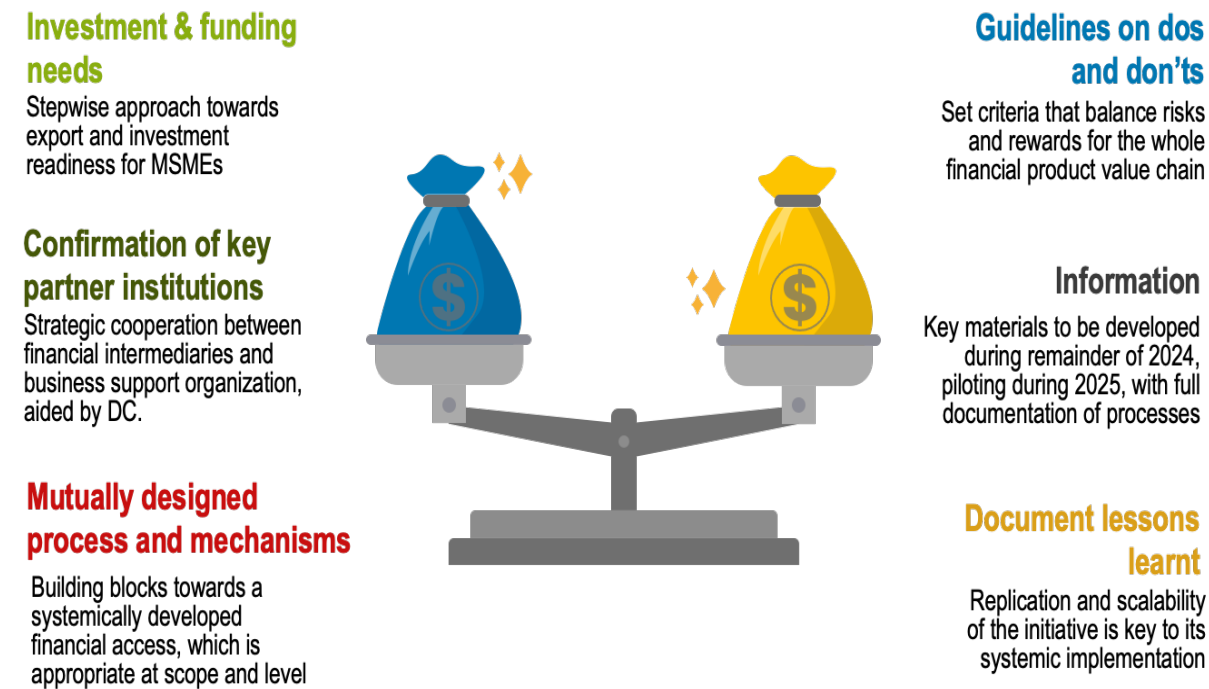 Investment & funding
needs
Stepwise approach towards
export and investment
readiness for MSMEs
Confirmation of key
partner institutions
Strategic cooperation between
financial intermediaries and
business support organization,
aided by DC.
Mutually designed
process and mechanisms
Building blocks towards a
systemically developed
financial access, which is
appropriate at scope and level
$
$
Guidelines on dos
and don’ts
Set criteria that balance risks
and rewards for the whole
financial product value chain
Information
Key materials to be developed
during remainder of 2024,
piloting during 2025, with full
documentation of processes
Document lessons
learnt
Replication and scalability
of the initiative is key to its
systemic implementation